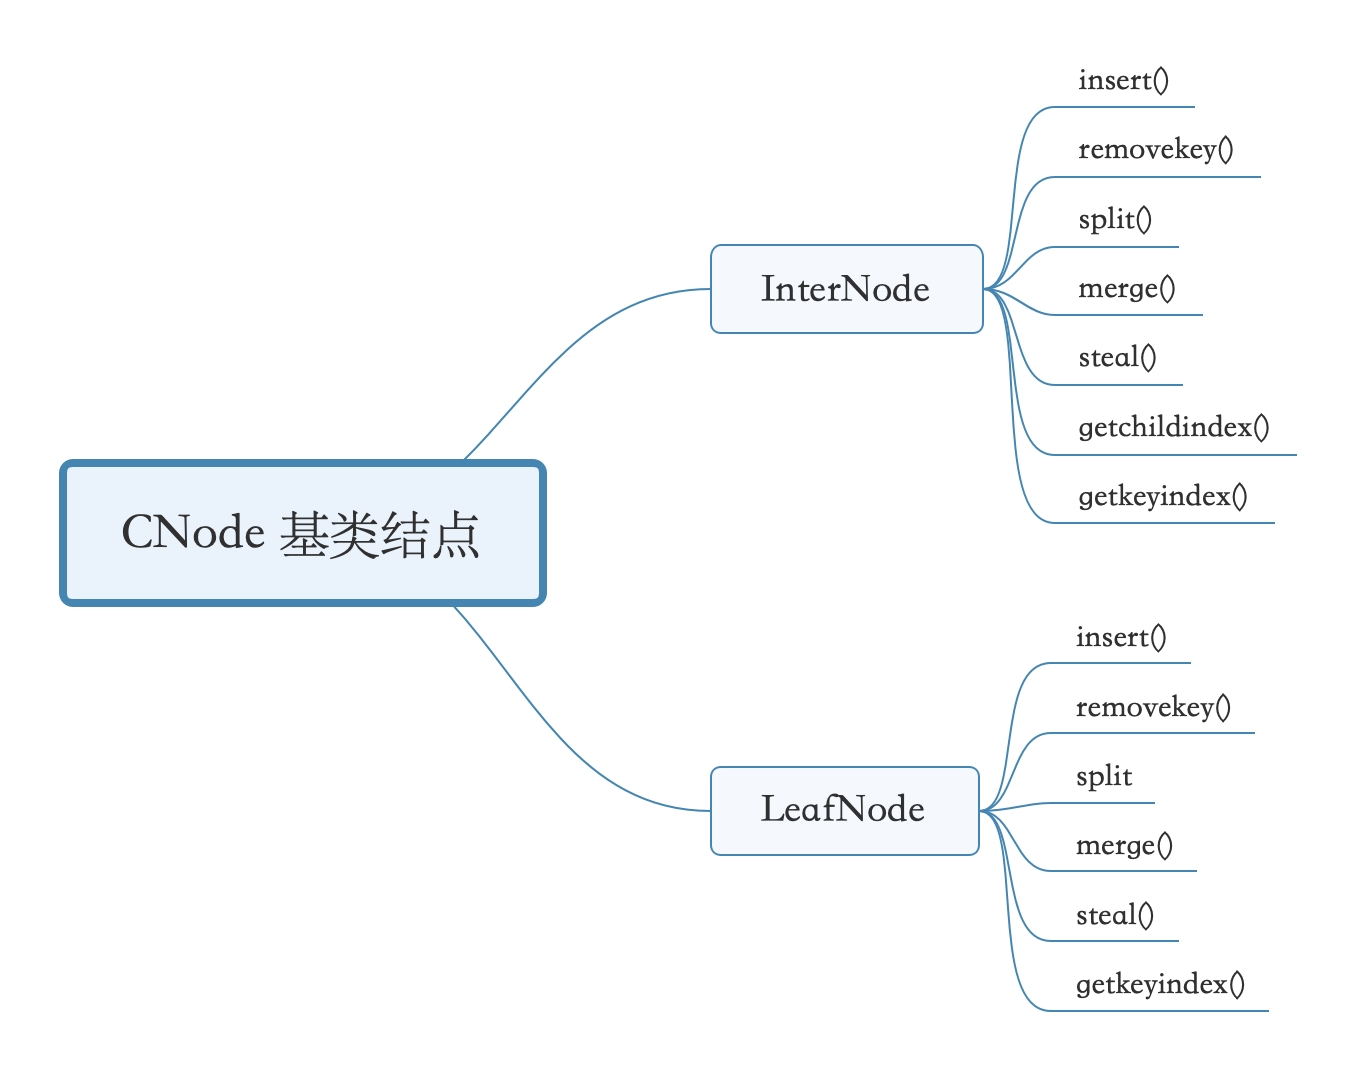 CNode 基类结点
InterNode
insert()
removekey()
split()
merge()
steal()
getchildindex()
getkeyindex()
LeafNode
insert()
removekey()
split
merge()
steal()
getkeyindex()